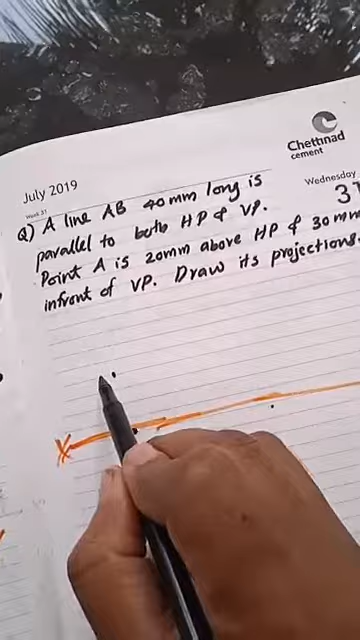 Chettinad
cement
July 2019
Week 31
Wednesday
31
Q) A line AB 40mm long is
parallel to both HP & VP.
Point A is 20mm above HP & 30mm
infront of VP. Draw its projections.
X